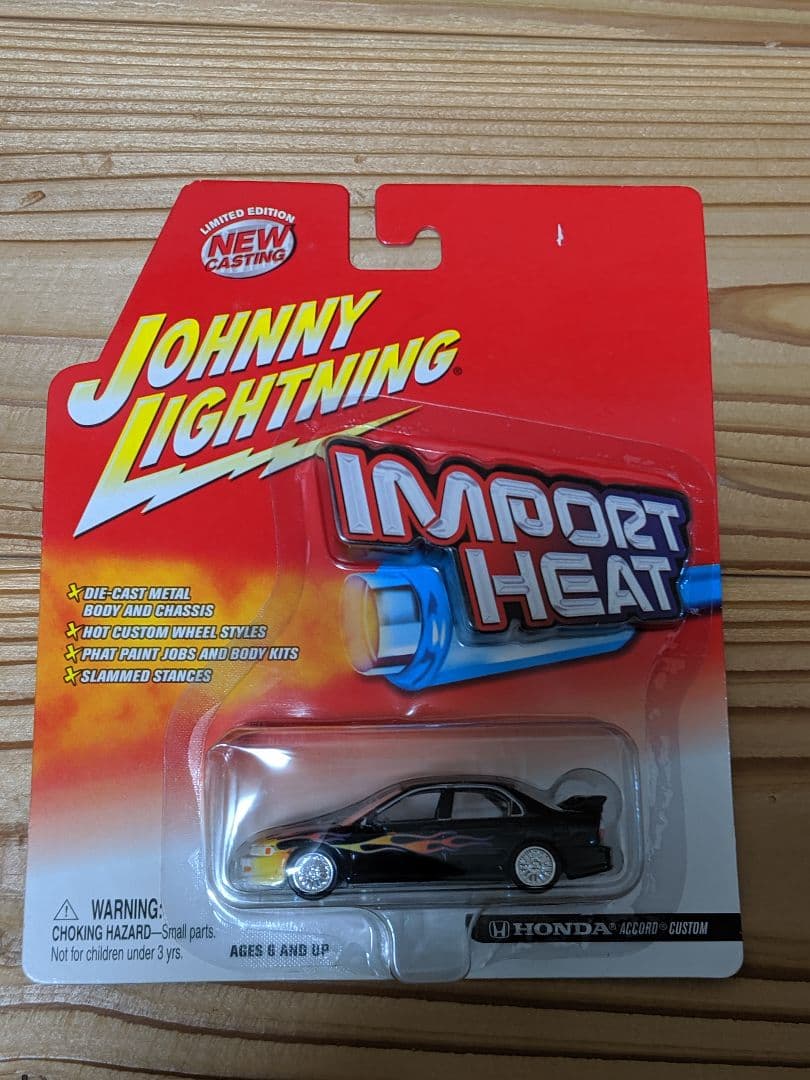 LIMITED EDITION
NEW
CASTING
JOHNNY
LIGHTNING®
IMPORT
HEAT™
DIE-CAST METAL
BODY AND CHASSIS
HOT CUSTOM WHEEL STYLES
PHAT PAINT JOBS AND BODY KITS
SLAMMED STANCES
WARNING:
CHOKING HAZARD—Small parts.
Not for children under 3 yrs.
AGES 6 AND UP
HONDA® ACCORD® CUSTOM